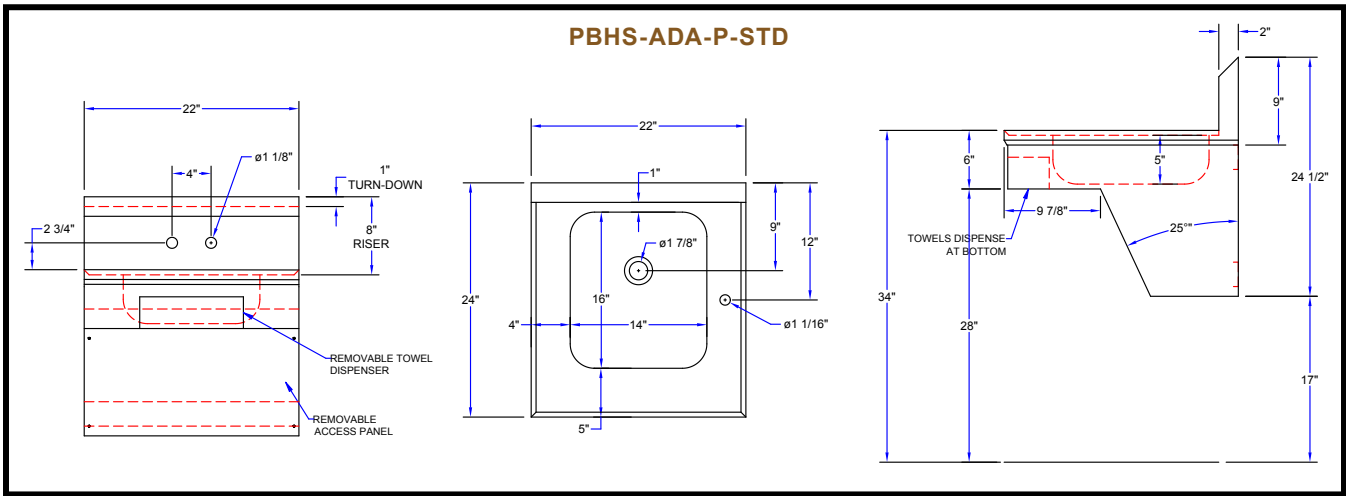 PBHS-ADA-P-STD
22"
4"
ø1 1/8"
1"
TURN-DOWN
2 3/4"
8"
RISER
REMOVABLE TOWEL
DISPENSER
REMOVABLE
ACCESS PANEL
22"
1"
9"
12"
ø1 7/8"
24"
16"
4"
14"
ø1 1/16"
5"
2"
9"
6"
5"
24 1/2"
9 7/8"
TOWELS DISPENSE
AT BOTTOM
25°"
34"
28"
17"